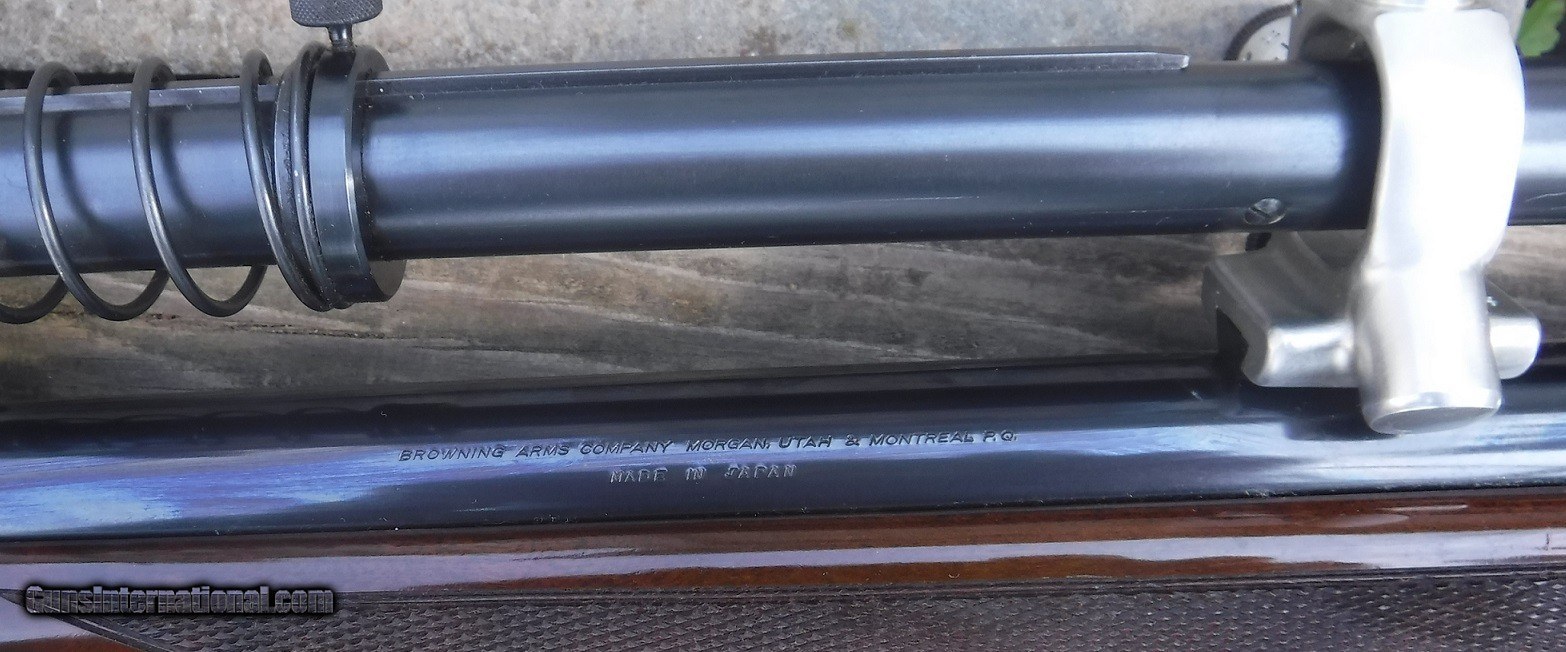 BROWNING ARMS COMPANY MORGAN, UTAH & MONTREAL P.Q.
MADE IN JAPAN
GunsInternational.com